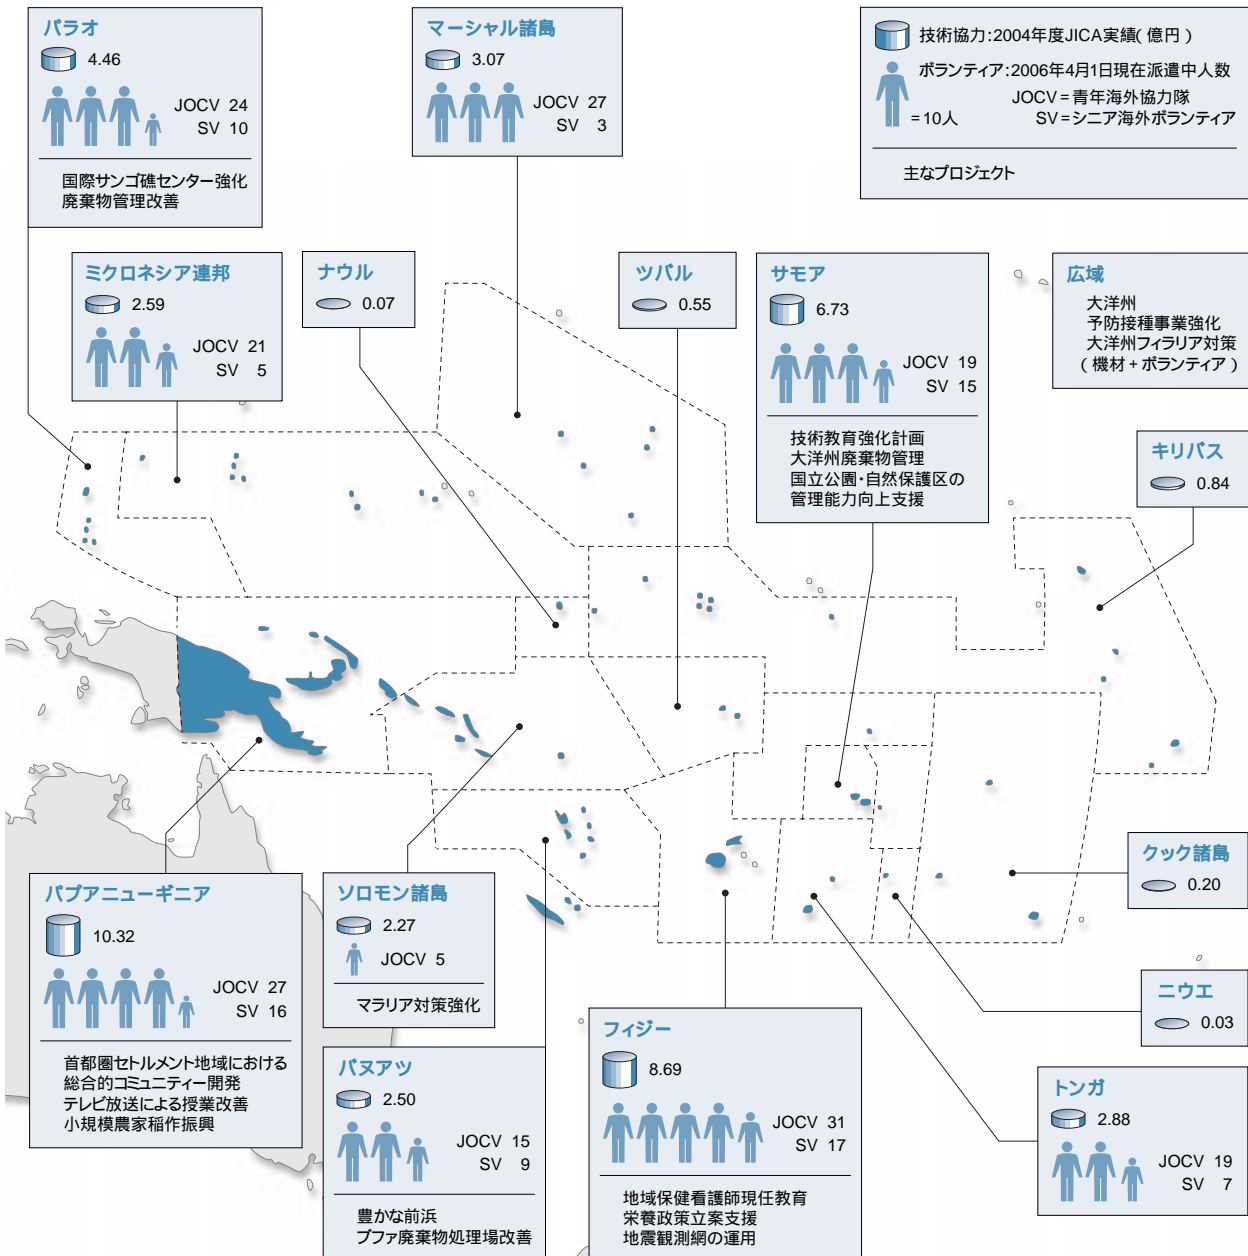 パラオ
4.46
JOCV 24
SV 10
国際サンゴ礁センター強化
廃棄物管理改善
マーシャル諸島
3.07
JOCV 27
SV 3
技術協力:2004年度JICA実績(億円)
ボランティア:2006年4月1日現在派遣中人数
JOCV=青年海外協力隊
=10人 SV=シニア海外ボランティア
主なプロジェクト
ミクロネシア連邦
2.59
JOCV 21
SV 5
ナウル
0.07
ツバル
0.55
サモア
6.73
JOCV 19
SV 15
技術教育強化計画
大洋州廃棄物管理
国立公園・自然保護区の
管理能力向上支援
広域
大洋州
予防接種事業強化
大洋州フィラリア対策
(機材+ボランティア)
キリバス
0.84
パプアニューギニア
10.32
JOCV 27
SV 16
首都圏セトルメント地域における
総合的コミュニティー開発
テレビ放送による授業改善
小規模農家稲作振興
ソロモン諸島
2.27
JOCV 5
マラリア対策強化
バヌアツ
2.50
JOCV 15
SV 9
豊かな前浜
ブファ廃棄物処理場改善
フィジー
8.69
JOCV 31
SV 17
地域保健看護師現任教育
栄養政策立案支援
地震観測網の運用
クック諸島
0.20
ニウエ
0.03
トンガ
2.88
JOCV 19
SV 7